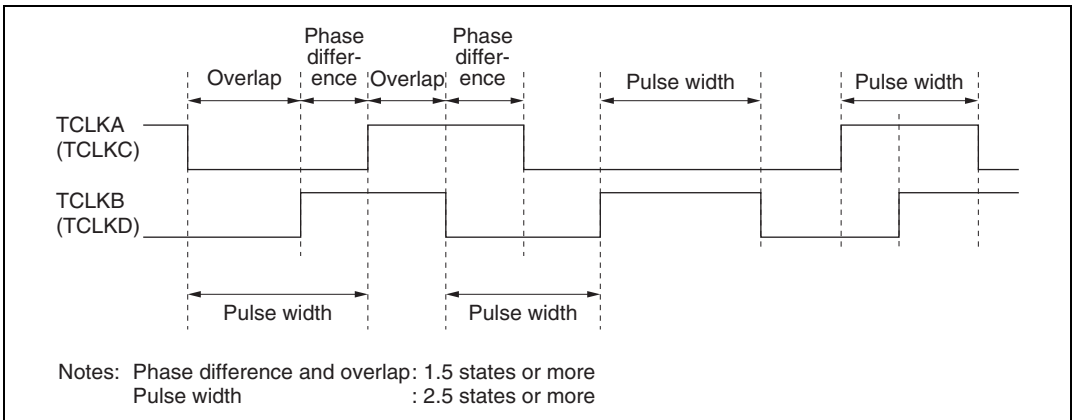 Phase
differ-
ence
Phase
differ-
ence
Overlap
Overlap
Pulse width
Pulse width
TCLKA
(TCLKC)
TCLKB
(TCLKD)
Pulse width
Pulse width
Notes: Phase difference and overlap: 1.5 states or more
Pulse width : 2.5 states or more